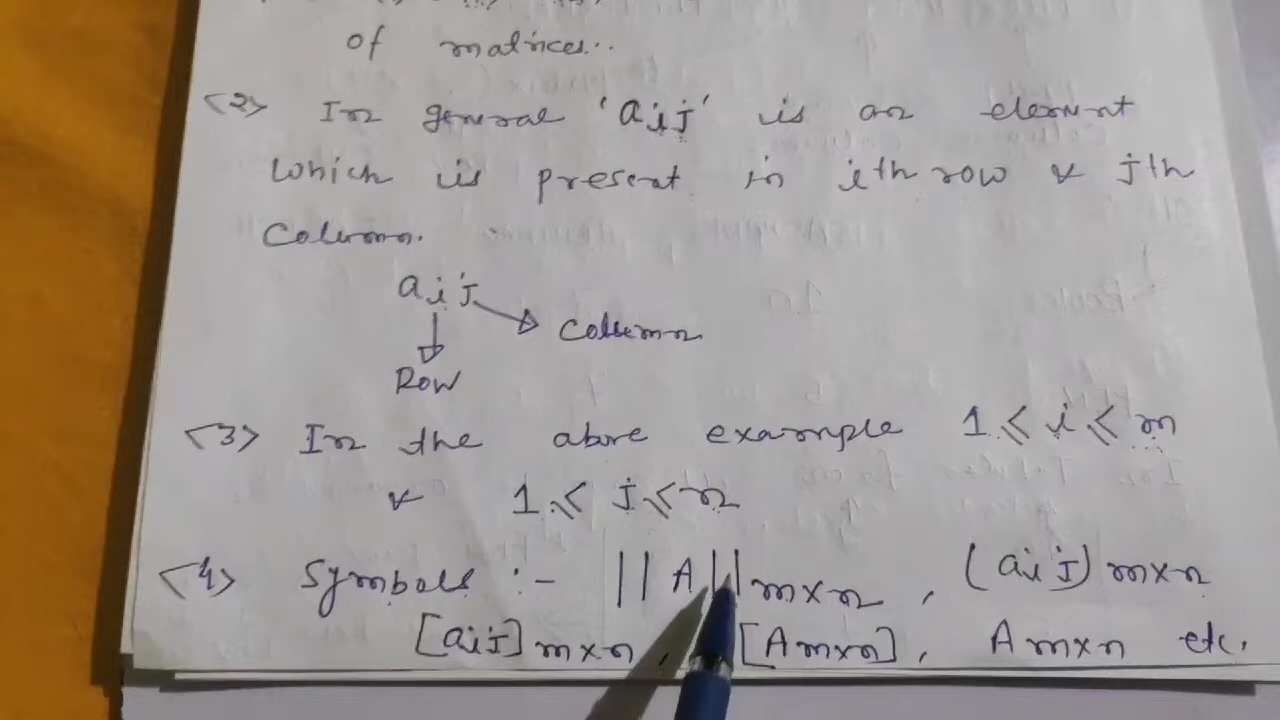 of matrices..
<2> In general 'aij' is an element
which is present in ith row & jth
Column.
aij
Column
Row
<3> In the above example 1 ≤ i ≤ m
& 1 ≤ j ≤ n
<4> Symbols :- ||A||m×n , (aij)m×n
[aij]m×n , [Am×n] , Am×n etc.